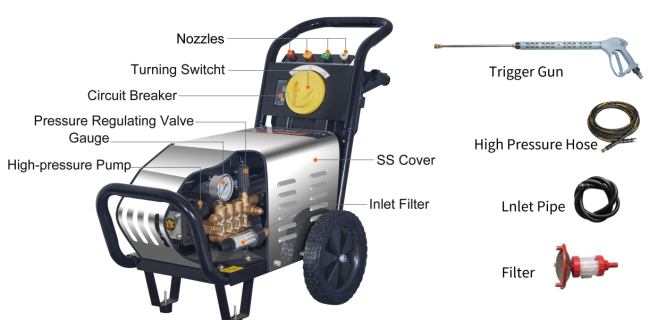 Nozzles
Turning Switcht
Circuit Breaker
Pressure Regulating Valve
Gauge
High-pressure Pump
SS Cover
Inlet Filter
Trigger Gun
High Pressure Hose
Lnlet Pipe
Filter